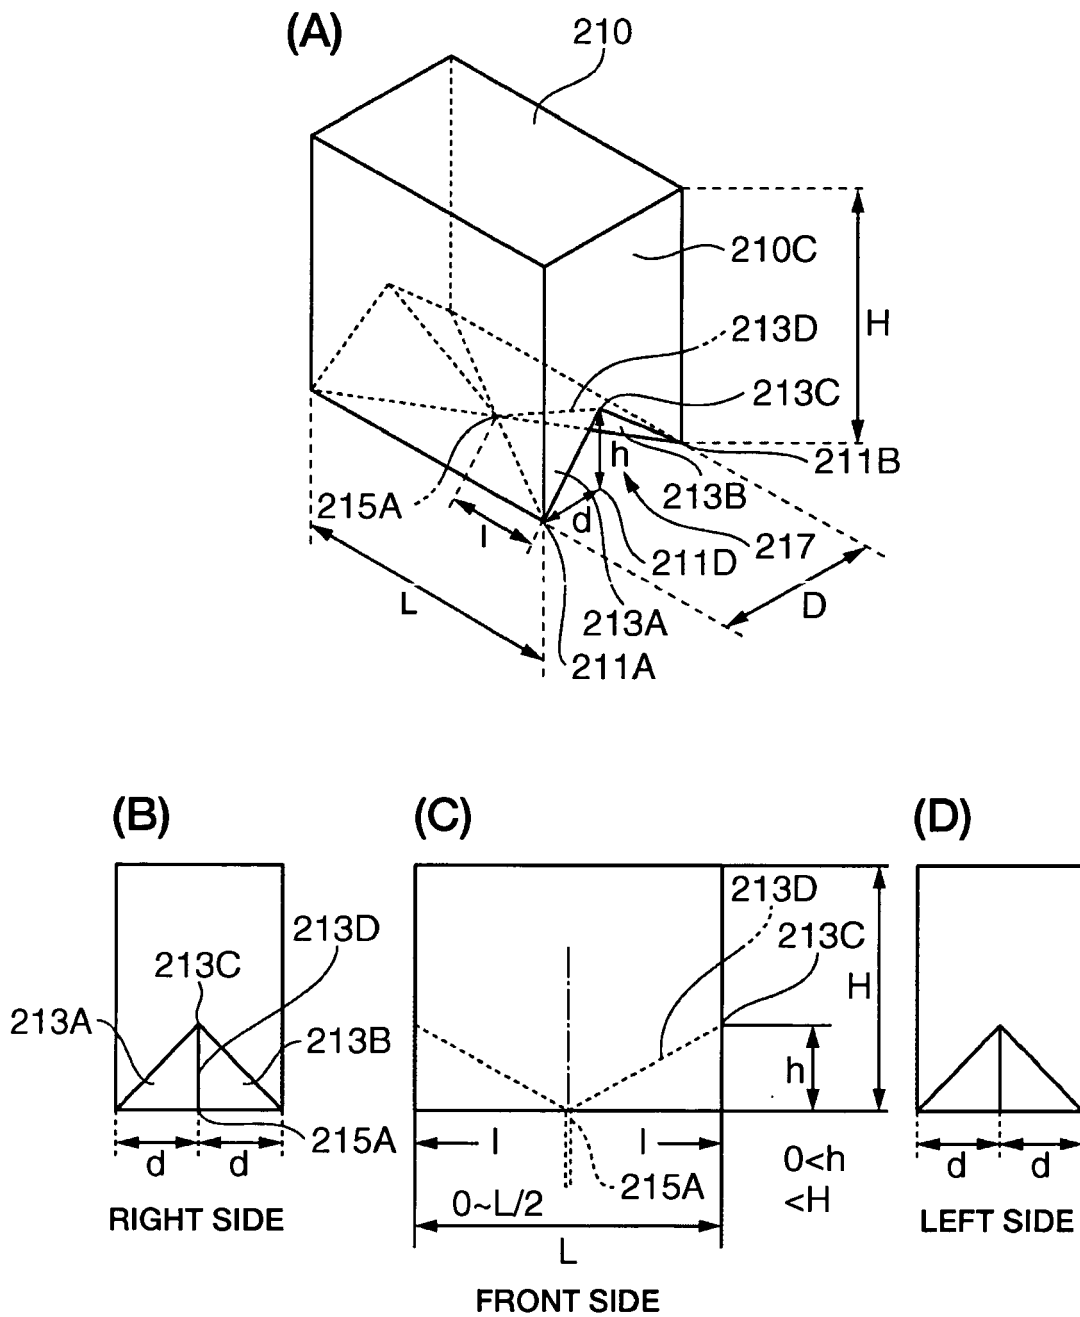 (A)
210
210C
H
213D
213C
h
211B
213B
215A
d
217
l
211D
D
L
213A
211A
(B)
(C)
(D)
213D
213C
213D
213C
213A
H
213B
h
215A
l
l
d
d
0<h
<H
d
d
215A
0~L/2
RIGHT SIDE
LEFT SIDE
L
FRONT SIDE